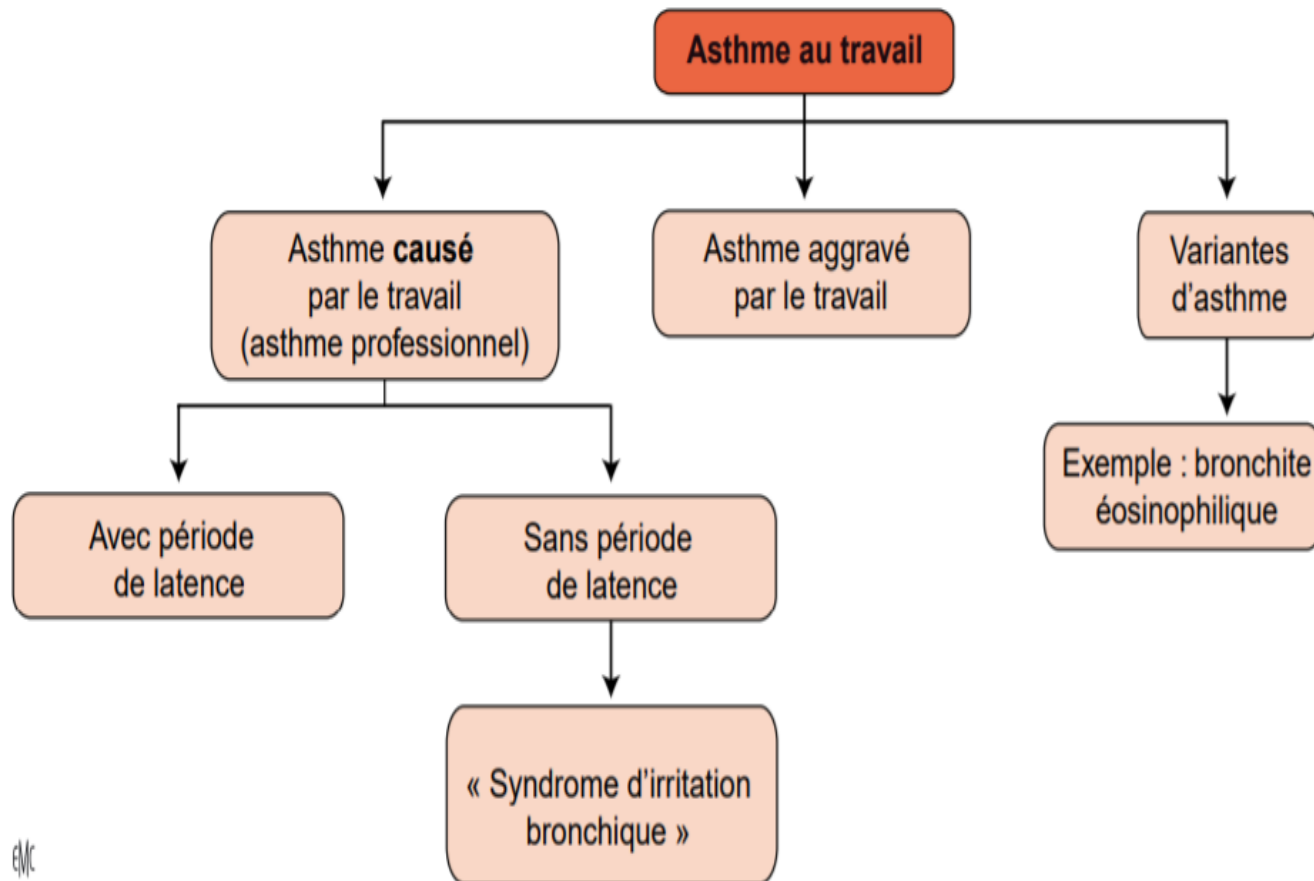 Asthme au travail
Asthme causé
par le travail
(asthme professionnel)
Asthme aggravé
par le travail
Variantes
d'asthme
Avec période
de latence
Sans période
de latence
Exemple : bronchite
éosinophilique
« Syndrome d'irritation
bronchique »
EMC